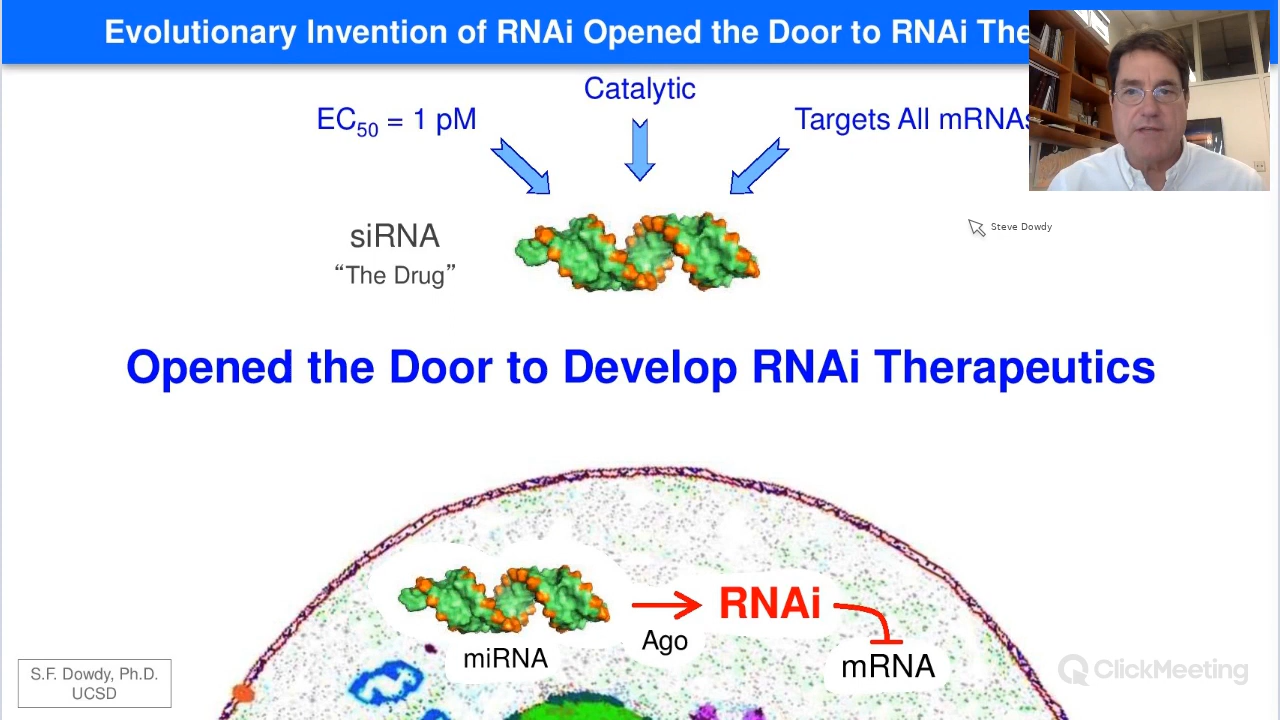 Evolutionary Invention of RNAi Opened the Door to RNAi The
Catalytic
EC50 = 1 pM
Targets All mRNAs
Steve Dowdy
siRNA
“The Drug”
Opened the Door to Develop RNAi Therapeutics
RNAi
Ago
miRNA
mRNA
S.F. Dowdy, Ph.D.
UCSD
ClickMeeting